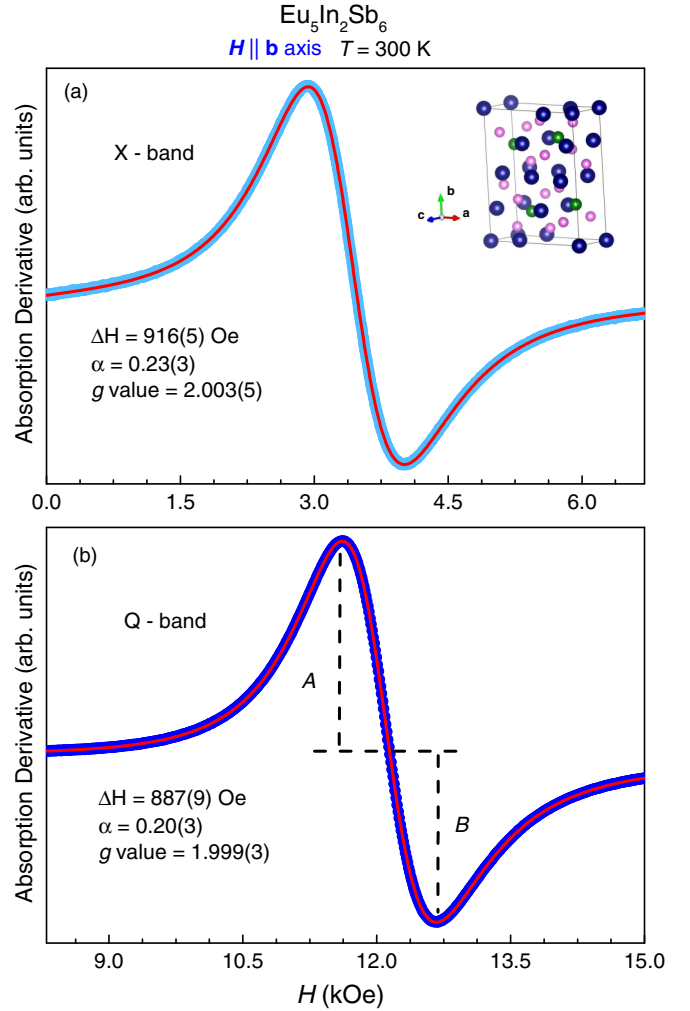 Eu₅In₂Sb₆
H || b axis T = 300 K
(a)
X - band
b
c
a
ΔH = 916(5) Oe
α = 0.23(3)
g value = 2.003(5)
Absorption Derivative (arb. units)
0.0 1.5 3.0 4.5 6.0
(b)
Q - band
A
B
ΔH = 887(9) Oe
α = 0.20(3)
g value = 1.999(3)
Absorption Derivative (arb. units)
9.0 10.5 12.0 13.5 15.0
H (kOe)